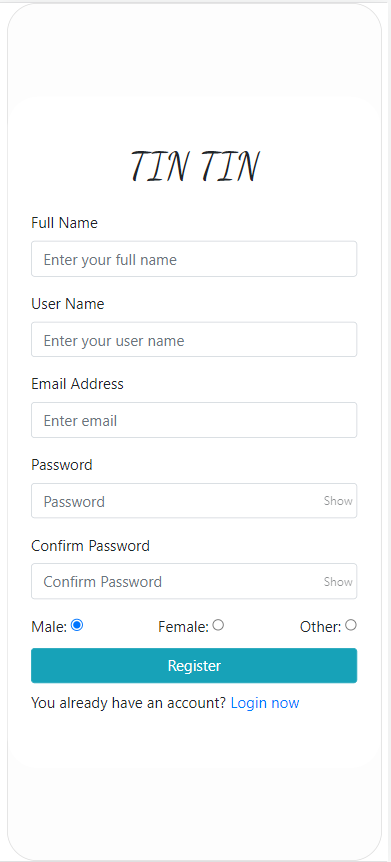 TIN TIN
Full Name
Enter your full name
User Name
Enter your user name
Email Address
Enter email
Password
Password Show
Confirm Password
Confirm Password Show
Male: Female: Other:
Register
You already have an account? Login now